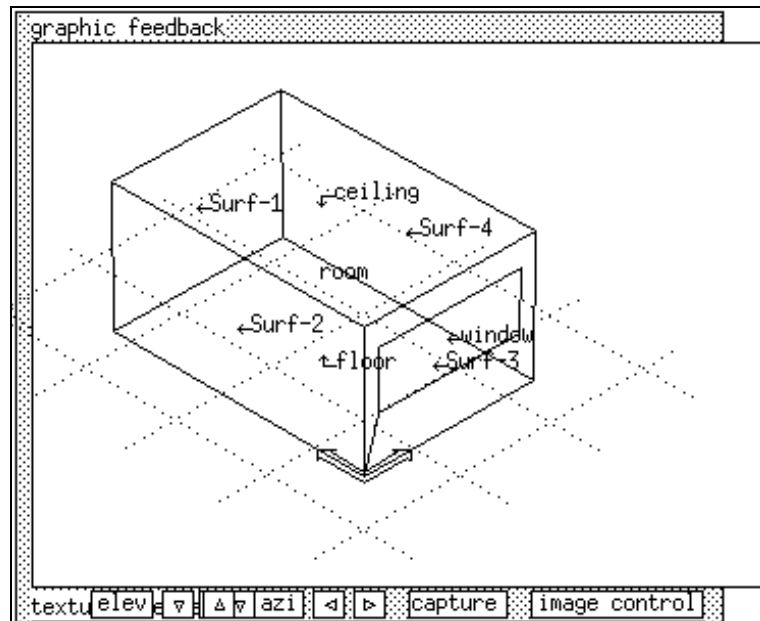 graphic feedback
ceiling
Surf-1
Surf-4
room
Surf-2
window
floor
Surf-3
elev azi capture image control